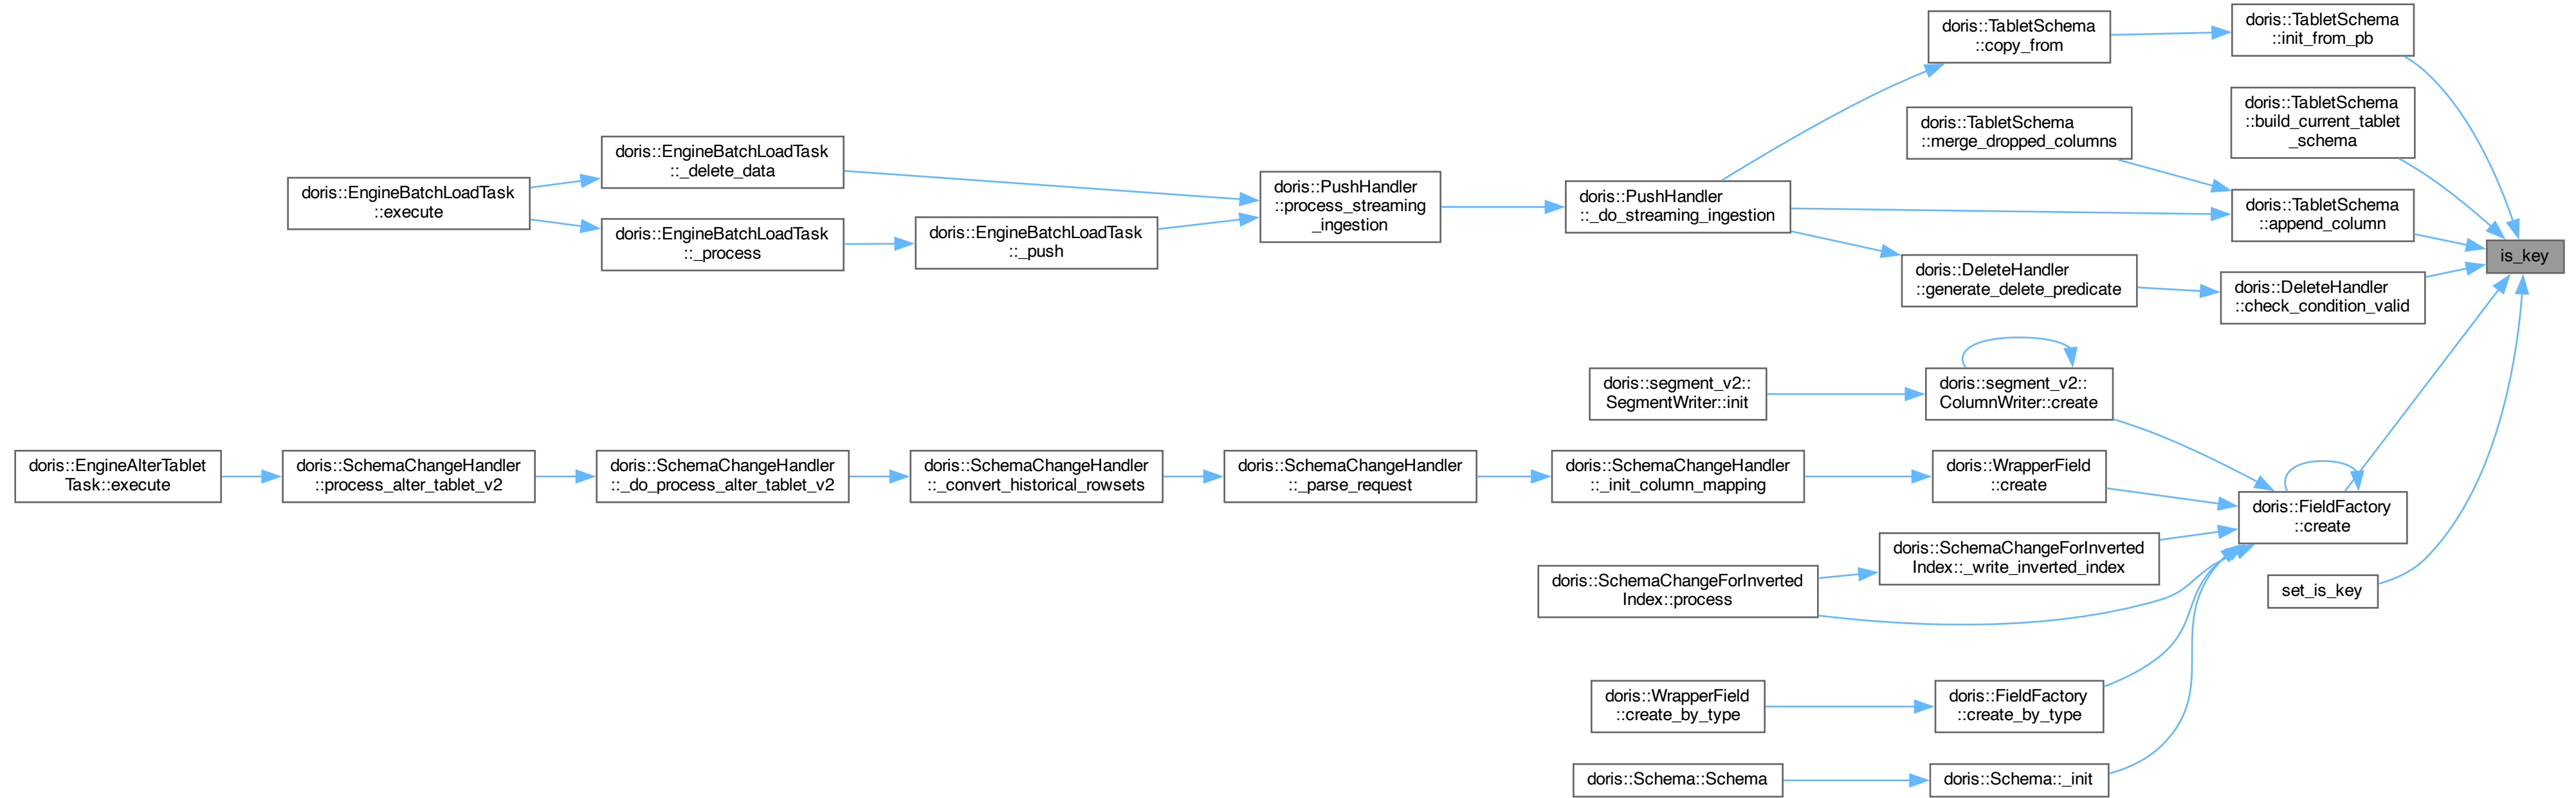 doris::TabletSchema
::copy_from
doris::TabletSchema
::init_from_pb
doris::TabletSchema
::build_current_tablet
_schema
doris::TabletSchema
::merge_dropped_columns
doris::EngineBatchLoadTask
::_delete_data
doris::EngineBatchLoadTask
::execute
doris::EngineBatchLoadTask
::_process
doris::EngineBatchLoadTask
::_push
doris::PushHandler
::process_streaming
_ingestion
doris::PushHandler
::_do_streaming_ingestion
doris::TabletSchema
::append_column
is_key
doris::DeleteHandler
::generate_delete_predicate
doris::DeleteHandler
::check_condition_valid
doris::segment_v2::
SegmentWriter::init
doris::segment_v2::
ColumnWriter::create
doris::EngineAlterTablet
Task::execute
doris::SchemaChangeHandler
::process_alter_tablet_v2
doris::SchemaChangeHandler
::_do_process_alter_tablet_v2
doris::SchemaChangeHandler
::_convert_historical_rowsets
doris::SchemaChangeHandler
::_parse_request
doris::SchemaChangeHandler
::_init_column_mapping
doris::WrapperField
::create
doris::FieldFactory
::create
doris::SchemaChangeForInverted
Index::_write_inverted_index
doris::SchemaChangeForInverted
Index::process
set_is_key
doris::WrapperField
::create_by_type
doris::FieldFactory
::create_by_type
doris::Schema::Schema
doris::Schema::_init